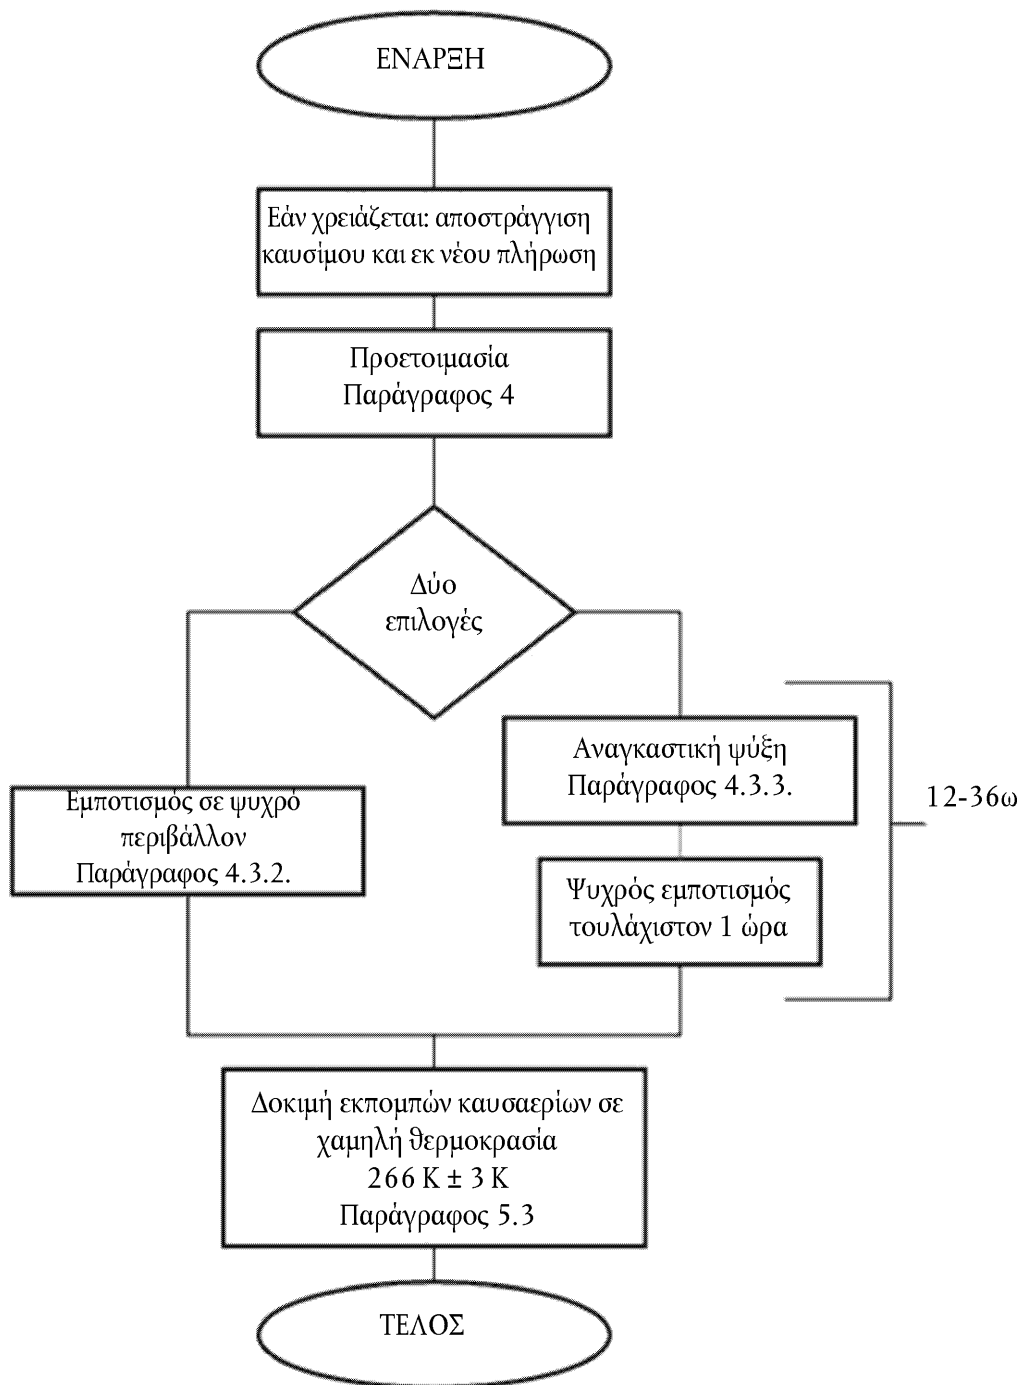 ΕΝΑΡΞΗ
Εάν χρειάζεται: αποστράγγιση
καυσίμου και εκ νέου πλήρωση
Προετοιμασία
Παράγραφος 4
Δύο
επιλογές
Εμποτισμός σε ψυχρό
περιβάλλον
Παράγραφος 4.3.2.
Αναγκαστική ψύξη
Παράγραφος 4.3.3.
Ψυχρός εμποτισμός
τουλάχιστον 1 ώρα
12-36ω
Δοκιμή εκπομπών καυσαερίων σε
χαμηλή θερμοκρασία
266 K ± 3 K
Παράγραφος 5.3
ΤΕΛΟΣ